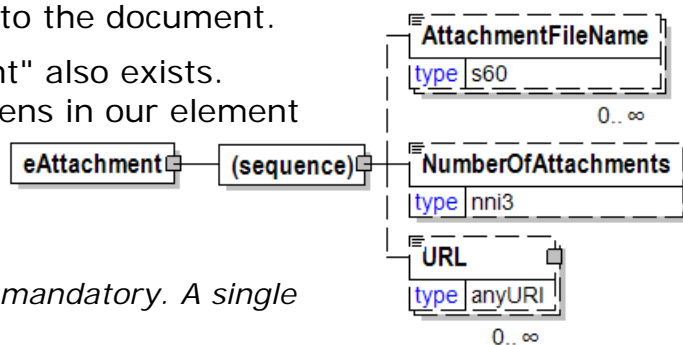 to the document.
AttachmentFileName
nt" also exists.
type s60
ens in our element
0.. ∞
eAttachment
(sequence)
NumberOfAttachments
type nni3
URL
mandatory. A single
type anyURI
0.. ∞